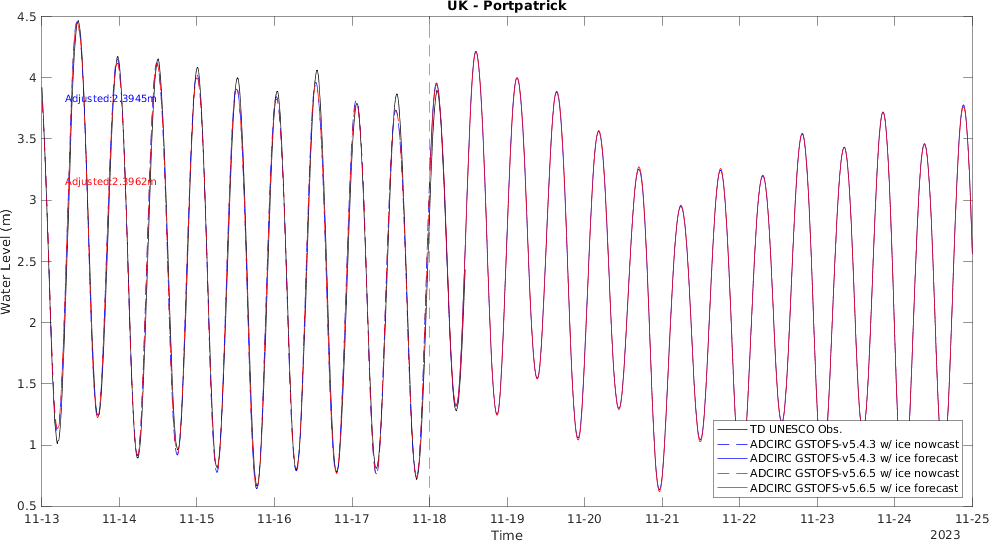 UK - Portpatrick
4.5
4
3.5
3
2.5
2
1.5
1
0.5
Water Level (m)
Adjusted:2.3945m
Adjusted:2.3962m
TD UNESCO Obs.
ADCIRC GSTOFS-v5.4.3 w/ ice nowcast
ADCIRC GSTOFS-v5.4.3 w/ ice forecast
ADCIRC GSTOFS-v5.6.5 w/ ice nowcast
ADCIRC GSTOFS-v5.6.5 w/ ice forecast
11-13 11-14 11-15 11-16 11-17 11-18 11-19 11-20 11-21 11-22 11-23 11-24 11-25
Time
2023